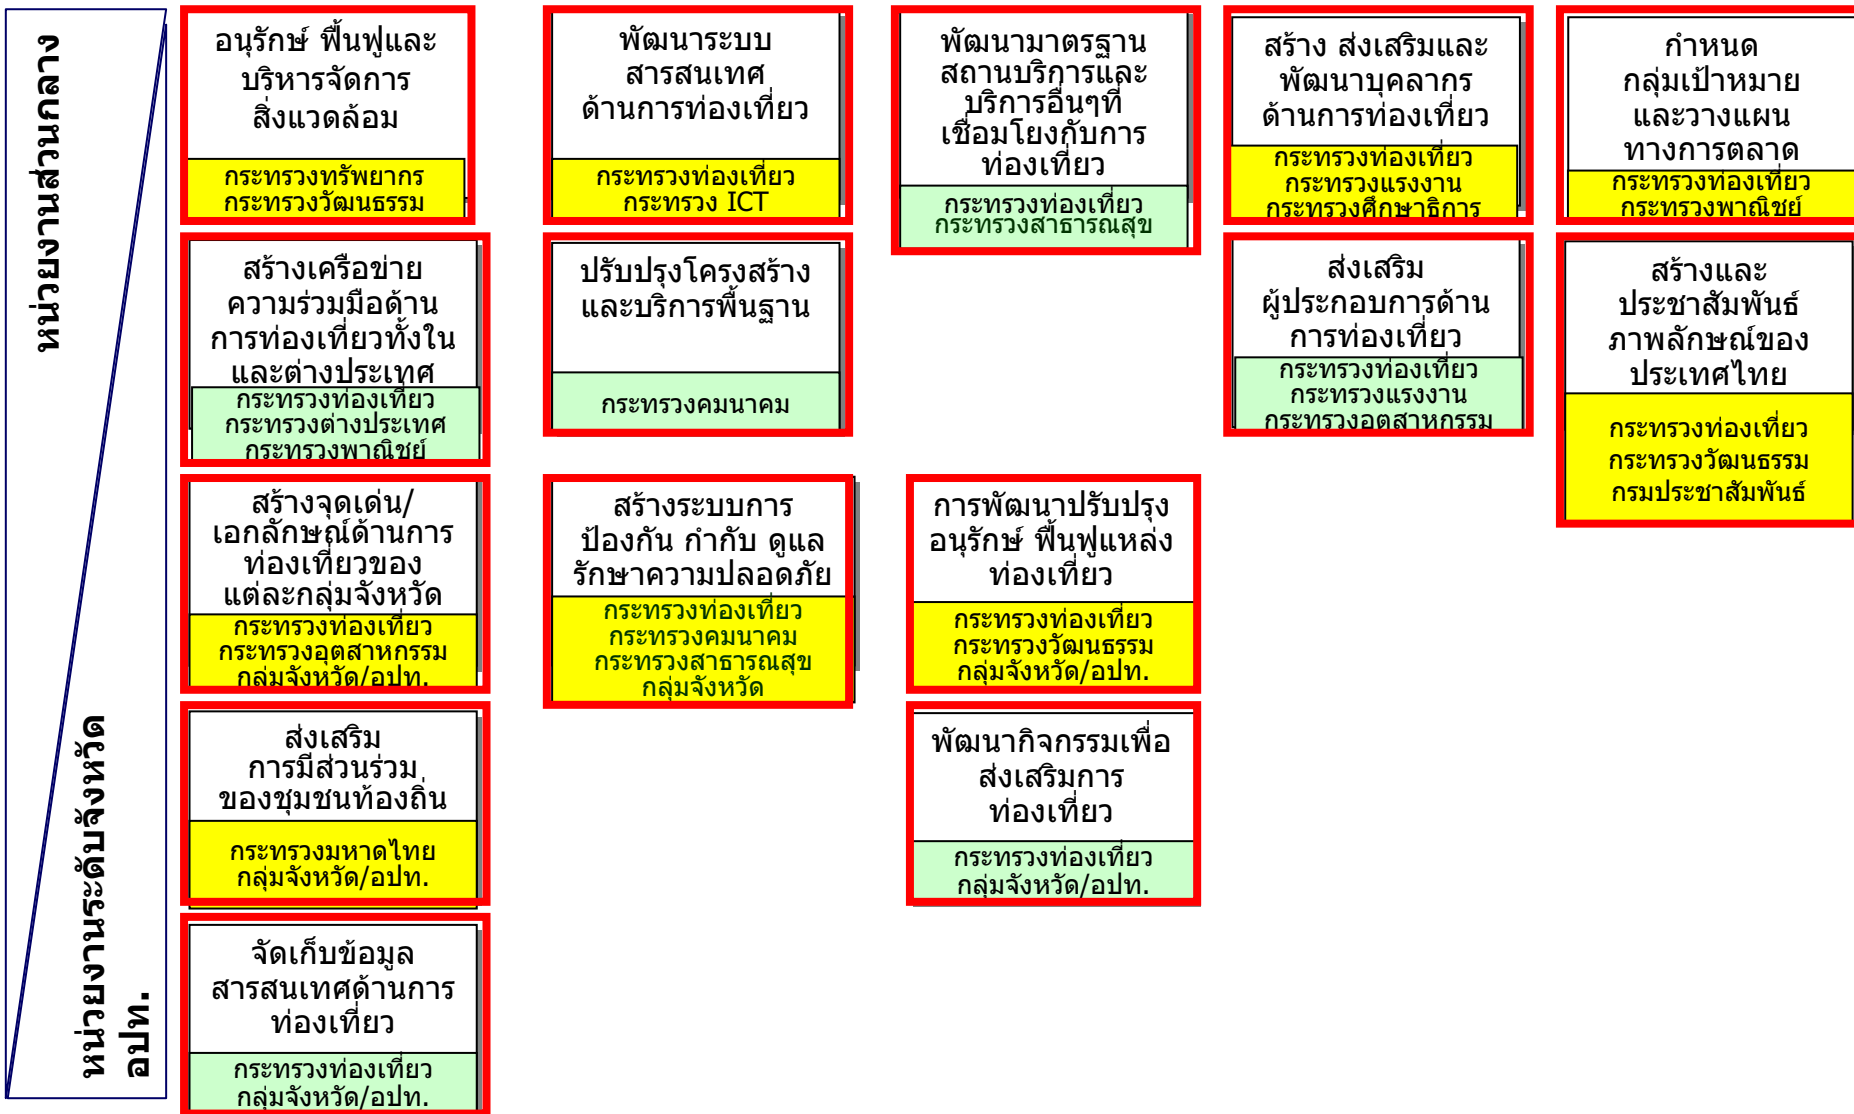 หน่วยงานส่วนกลาง
หน่วยงานระดับจังหวัด
อปท.
อนุรักษ์ ฟื้นฟูและ
บริหารจัดการ
สิ่งแวดล้อม
กระทรวงทรัพยากร
กระทรวงวัฒนธรรม
พัฒนาระบบ
สารสนเทศ
ด้านการท่องเที่ยว
กระทรวงท่องเที่ยว
กระทรวง ICT
พัฒนามาตรฐาน
สถานบริการและ
บริการอื่นๆที่
เชื่อมโยงกับการ
ท่องเที่ยว
กระทรวงท่องเที่ยว
กระทรวงสาธารณสุข
สร้าง ส่งเสริมและ
พัฒนาบุคลากร
ด้านการท่องเที่ยว
กระทรวงท่องเที่ยว
กระทรวงแรงงาน
กระทรวงศึกษาธิการ
กำหนด
กลุ่มเป้าหมาย
และวางแผน
ทางการตลาด
กระทรวงท่องเที่ยว
กระทรวงพาณิชย์
สร้างเครือข่าย
ความร่วมมือด้าน
การท่องเที่ยวทั้งใน
และต่างประเทศ
กระทรวงท่องเที่ยว
กระทรวงต่างประเทศ
กระทรวงพาณิชย์
ปรับปรุงโครงสร้าง
และบริการพื้นฐาน
กระทรวงคมนาคม
ส่งเสริม
ผู้ประกอบการด้าน
การท่องเที่ยว
กระทรวงท่องเที่ยว
กระทรวงแรงงาน
กระทรวงอุตสาหกรรม
สร้างและ
ประชาสัมพันธ์
ภาพลักษณ์ของ
ประเทศไทย
กระทรวงท่องเที่ยว
กระทรวงวัฒนธรรม
กรมประชาสัมพันธ์
สร้างจุดเด่น/
เอกลักษณ์ด้านการ
ท่องเที่ยวของ
แต่ละกลุ่มจังหวัด
กระทรวงท่องเที่ยว
กระทรวงอุตสาหกรรม
กลุ่มจังหวัด/อปท.
สร้างระบบการ
ป้องกัน กำกับ ดูแล
รักษาความปลอดภัย
กระทรวงท่องเที่ยว
กระทรวงคมนาคม
กระทรวงสาธารณสุข
กลุ่มจังหวัด
การพัฒนาปรับปรุง
อนุรักษ์ ฟื้นฟูแหล่ง
ท่องเที่ยว
กระทรวงท่องเที่ยว
กระทรวงวัฒนธรรม
กลุ่มจังหวัด/อปท.
ส่งเสริม
การมีส่วนร่วม
ของชุมชนท้องถิ่น
กระทรวงมหาดไทย
กลุ่มจังหวัด/อปท.
พัฒนากิจกรรมเพื่อ
ส่งเสริมการ
ท่องเที่ยว
กระทรวงท่องเที่ยว
กลุ่มจังหวัด/อปท.
จัดเก็บข้อมูล
สารสนเทศด้านการ
ท่องเที่ยว
กระทรวงท่องเที่ยว
กลุ่มจังหวัด/อปท.